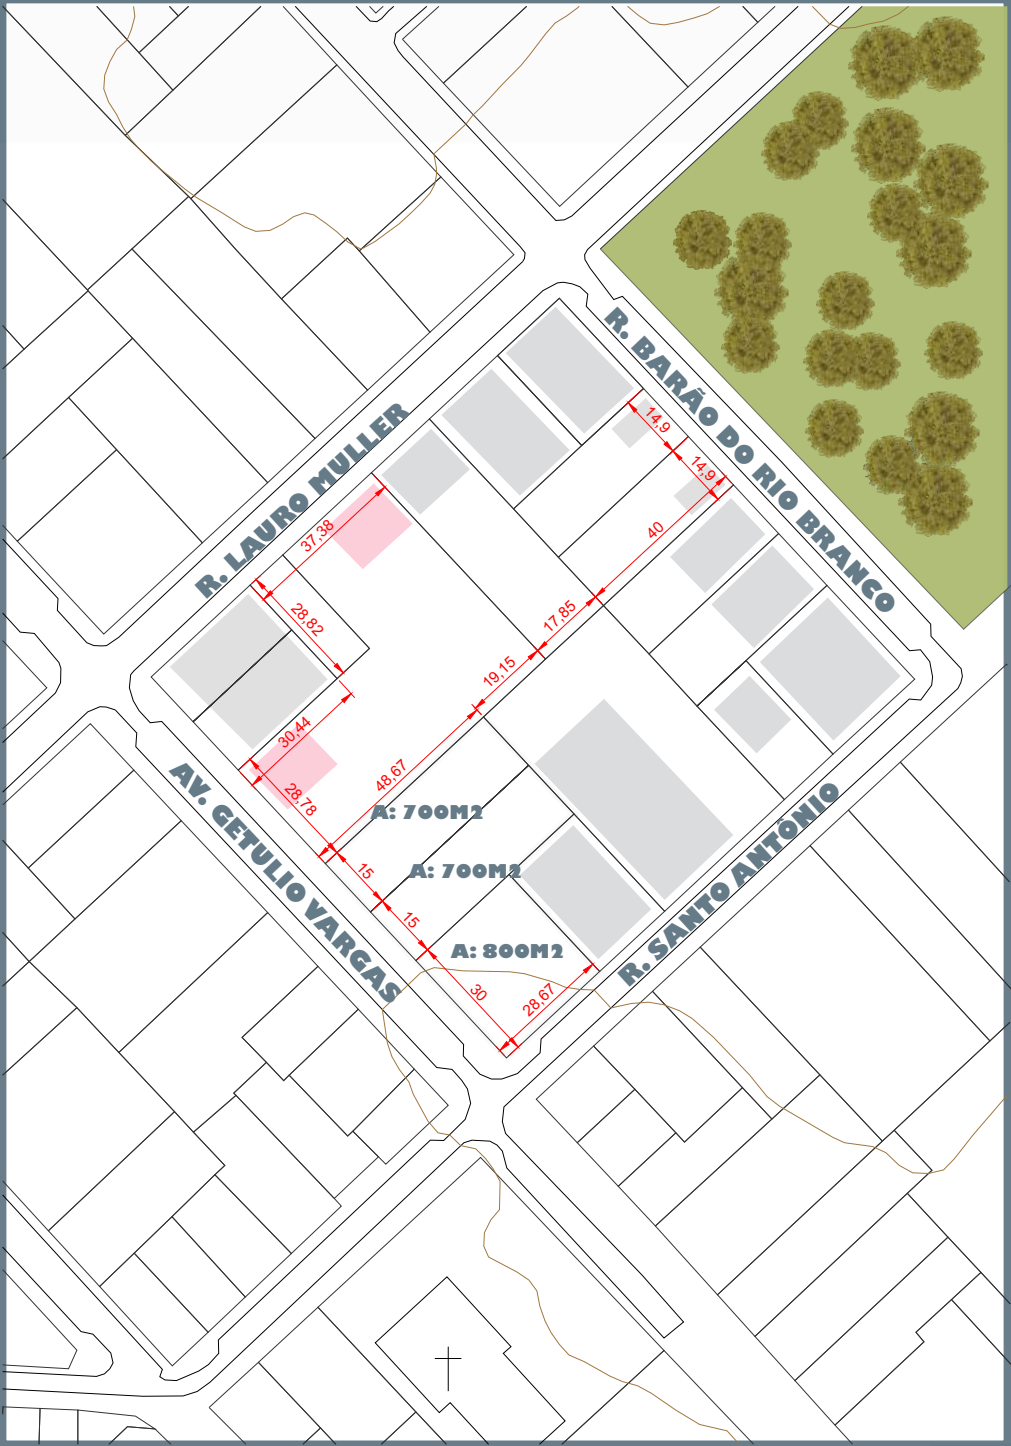 R. BARÃO DO RIO BRANCO
R. LAURO MULLER
14,9
14,9
37,38
40
28,82
17,85
19,15
30,44
48,67
28,78
A: 700M2
AV. GETULIO VARGAS
15
A: 700M2
15
A: 800M2
R. SANTO ANTÔNIO
30
28,67